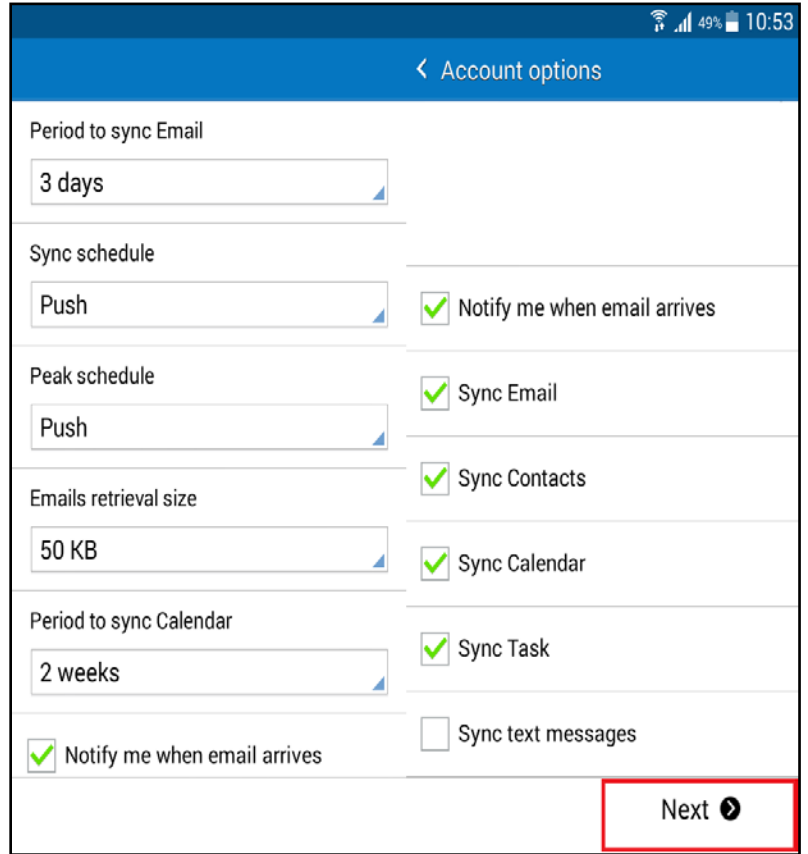 49% 10:53
Account options
Period to sync Email
3 days
Sync schedule
Push
Peak schedule
Push
Emails retrieval size
50 KB
Period to sync Calendar
2 weeks
Notify me when email arrives
Notify me when email arrives
Sync Email
Sync Contacts
Sync Calendar
Sync Task
Sync text messages
Next